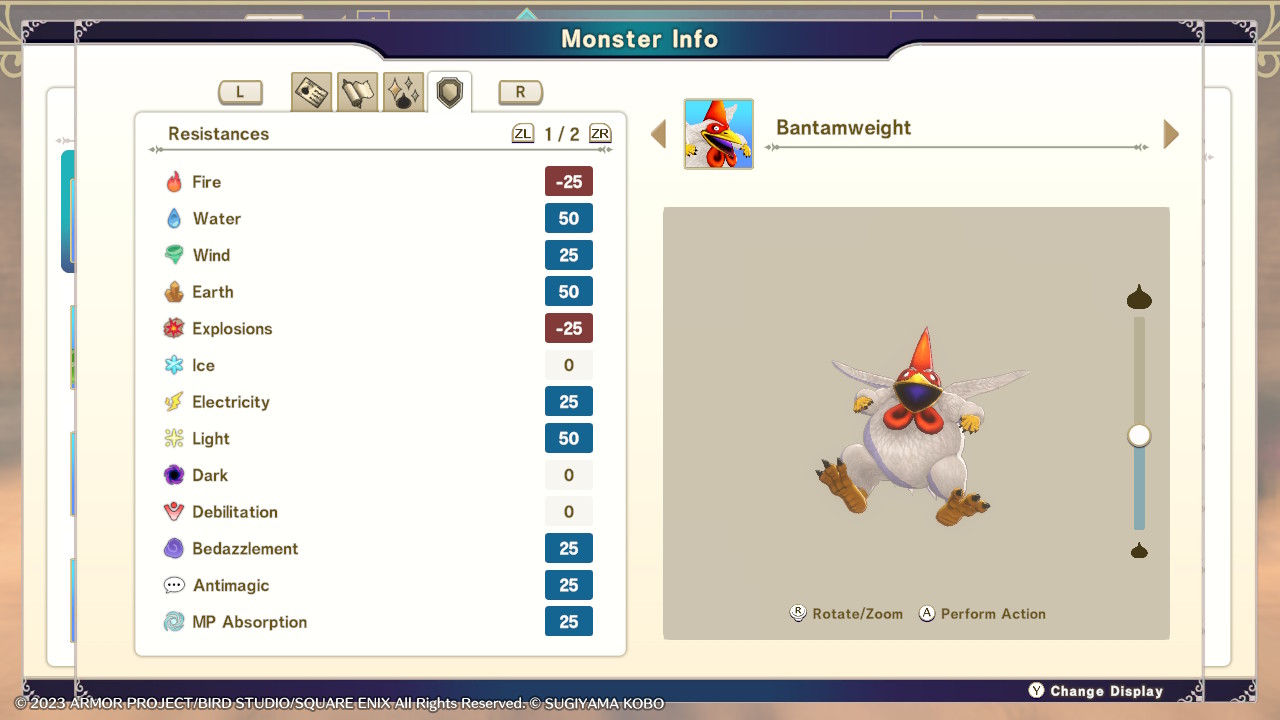 Monster Info
L
R
Resistances
ZL 1 / 2 ZR
Fire -25
Water 50
Wind 25
Earth 50
Explosions -25
Ice 0
Electricity 25
Light 50
Dark 0
Debilitation 0
Bedazzlement 25
Antimagic 25
MP Absorption 25
Bantamweight
R Rotate/Zoom A Perform Action
Y Change Display
© 2023 ARMOR PROJECT/BIRD STUDIO/SQUARE ENIX All Rights Reserved. © SUGIYAMA KOBO